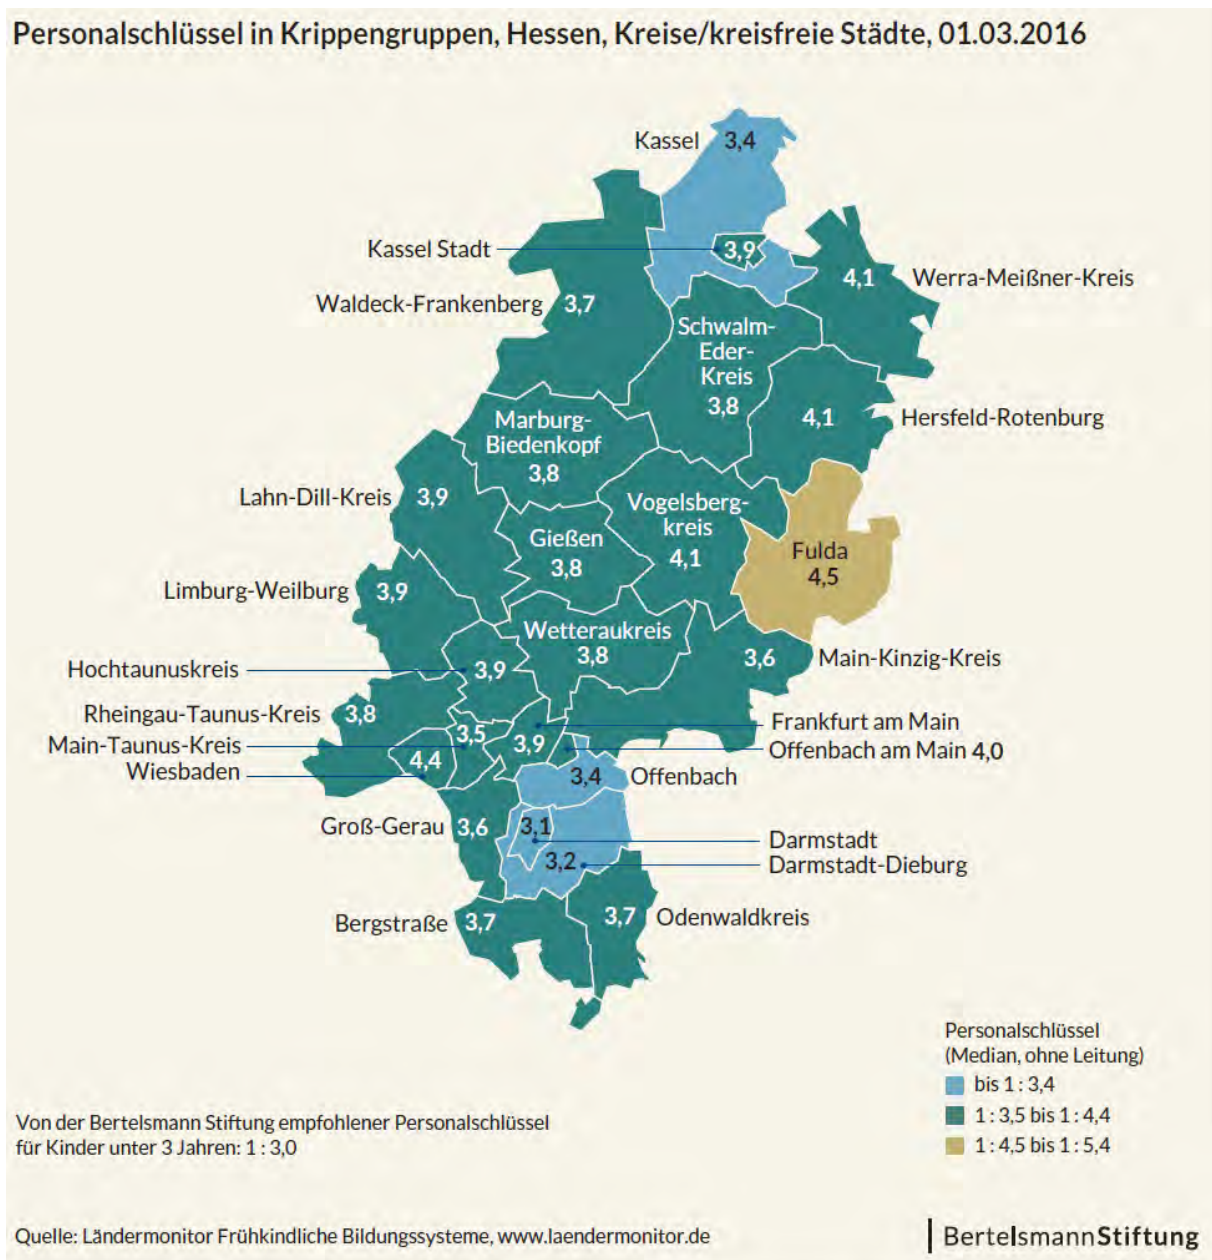 Personalschlüssel in Krippengruppen, Hessen, Kreise/kreisfreie Städte, 01.03.2016
Kassel 3,4
Kassel Stadt 3,9
4,1 Werra-Meißner-Kreis
Waldeck-Frankenberg 3,7
Schwalm-
Eder-
Kreis
3,8
4,1 Hersfeld-Rotenburg
Marburg-
Biedenkopf
3,8
Lahn-Dill-Kreis 3,9
Vogelsberg-
kreis
4,1
Gießen
3,8
Fulda
4,5
Limburg-Weilburg 3,9
Wetteraukreis
3,8
3,6 Main-Kinzig-Kreis
Hochtaunuskreis 3,9
Rheingau-Taunus-Kreis 3,8
Frankfurt am Main
3,9
Main-Taunus-Kreis 3,5
Offenbach am Main 4,0
Wiesbaden 4,4
3,4 Offenbach
Groß-Gerau 3,6
3,1 Darmstadt
3,2 Darmstadt-Dieburg
Bergstraße 3,7
3,7 Odenwaldkreis
Personalschlüssel
(Median, ohne Leitung)
bis 1 : 3,4
1 : 3,5 bis 1 : 4,4
1 : 4,5 bis 1 : 5,4
Von der Bertelsmann Stiftung empfohlener Personalschlüssel
für Kinder unter 3 Jahren: 1 : 3,0
Quelle: Ländermonitor Frühkindliche Bildungssysteme, www.laendermonitor.de
BertelsmannStiftung